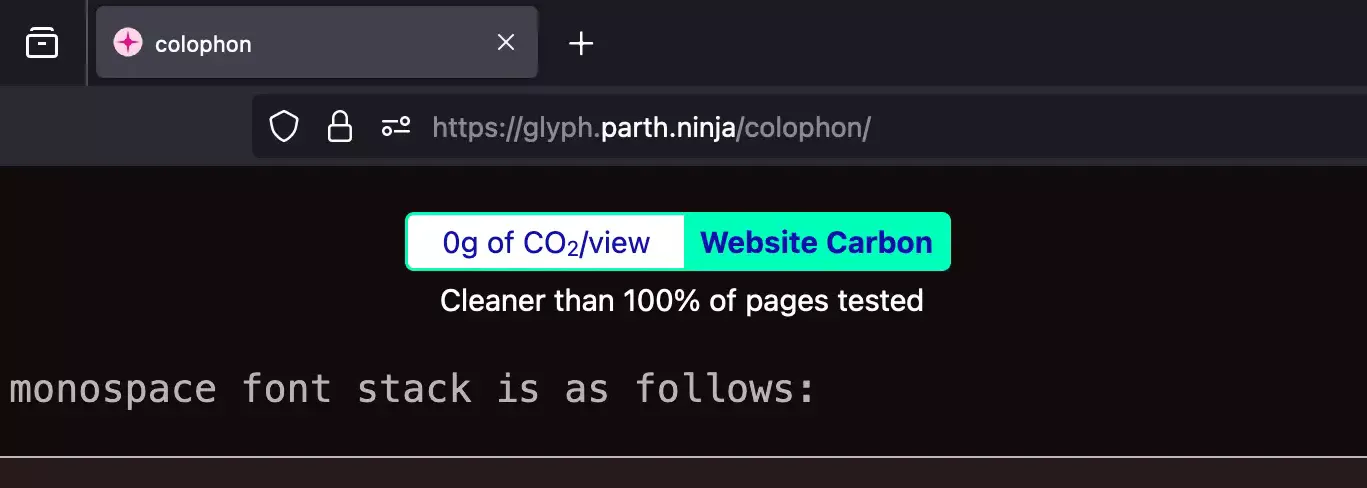 colophon
https://glyph.parth.ninja/colophon/
0g of CO₂/view Website Carbon
Cleaner than 100% of pages tested
monospace font stack is as follows: